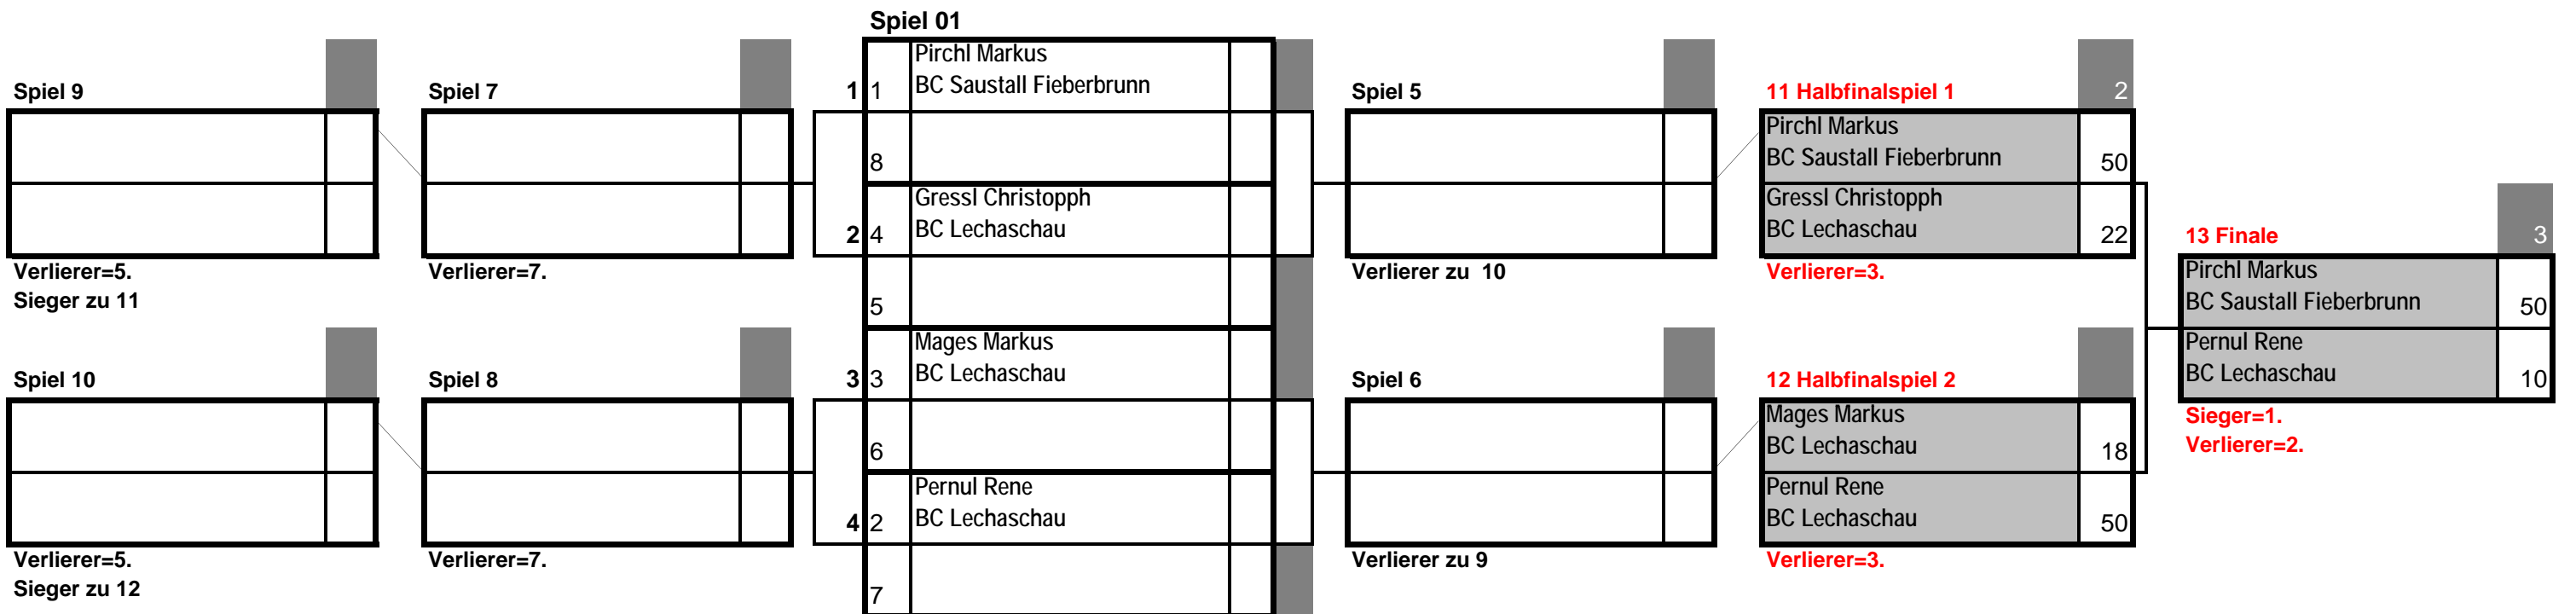 Spiel 01
Pirchl Markus
Spiel 9 Spiel 7 1 1 BC Saustall Fieberbrunn Spiel 5 11 Halbfinalspiel 1 2
Pirchl Markus
8 BC Saustall Fieberbrunn 50
Gressl Christopph Gressl Christopph
2 4 BC Lechaschau BC Lechaschau 22 13 Finale 3
Verlierer=5. Verlierer=7. Verlierer zu 10 Verlierer=3. Pirchl Markus
Sieger zu 11 5 BC Saustall Fieberbrunn 50
Mages Markus Pernul Rene
Spiel 10 Spiel 8 3 3 BC Lechaschau Spiel 6 12 Halbfinalspiel 2 BC Lechaschau 10
Mages Markus Sieger=1.
6 BC Lechaschau 18 Verlierer=2.
Pernul Rene Pernul Rene
4 2 BC Lechaschau BC Lechaschau 50
Verlierer=5. Verlierer=7. Verlierer zu 9 Verlierer=3.
Sieger zu 12 7